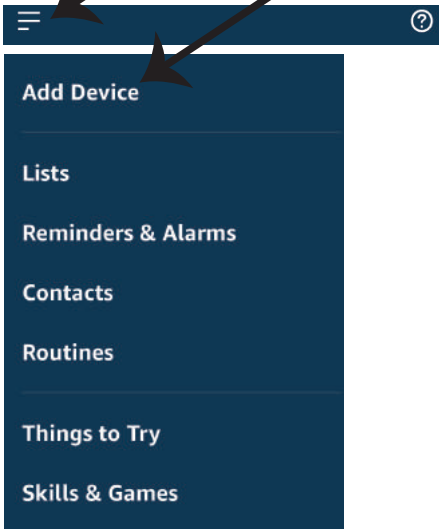 ?
Add Device
Lists
Reminders & Alarms
Contacts
Routines
Things to Try
Skills & Games